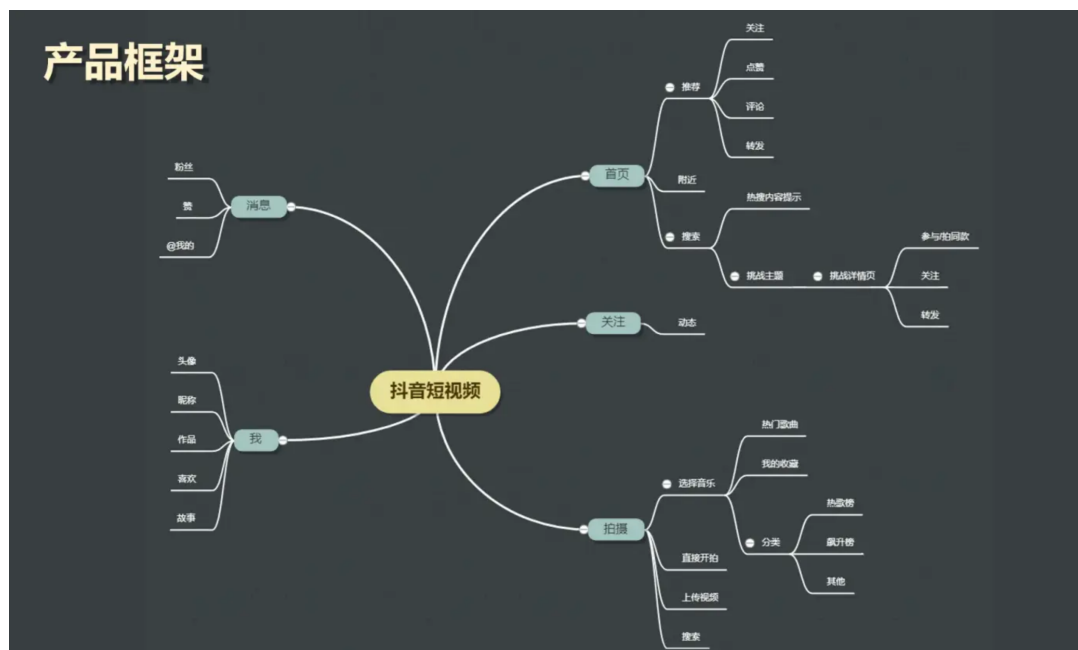 产品框架
抖音短视频
首页
推荐
关注
点赞
评论
转发
附近
搜索
热搜内容提示
挑战主题
挑战详情页
参与/拍同款
关注
转发
关注
动态
拍摄
选择音乐
热门歌曲
我的收藏
分类
热歌榜
飙升榜
其他
直接开拍
上传视频
搜索
消息
粉丝
赞
@我的
我
头像
昵称
作品
喜欢
故事